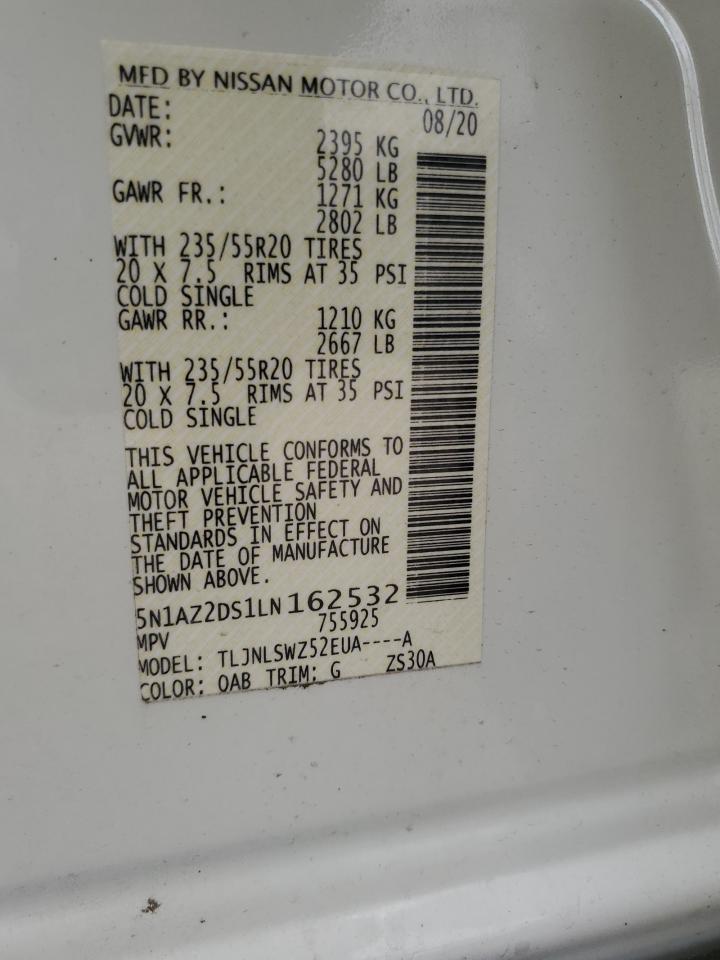 MFD BY NISSAN MOTOR CO., LTD.
DATE: 08/20
GVWR: 2395 KG
5280 LB
GAWR FR.: 1271 KG
2802 LB
WITH 235/55R20 TIRES
20 X 7.5 RIMS AT 35 PSI
COLD SINGLE
GAWR RR.: 1210 KG
2667 LB
WITH 235/55R20 TIRES
20 X 7.5 RIMS AT 35 PSI
COLD SINGLE
THIS VEHICLE CONFORMS TO
ALL APPLICABLE FEDERAL
MOTOR VEHICLE SAFETY AND
THEFT PREVENTION
STANDARDS IN EFFECT ON
THE DATE OF MANUFACTURE
SHOWN ABOVE.
5N1AZ2DS1LN162532
MPV 755925
MODEL: TLJNLSWZ52EUA----A
COLOR: QAB TRIM: G ZS30A